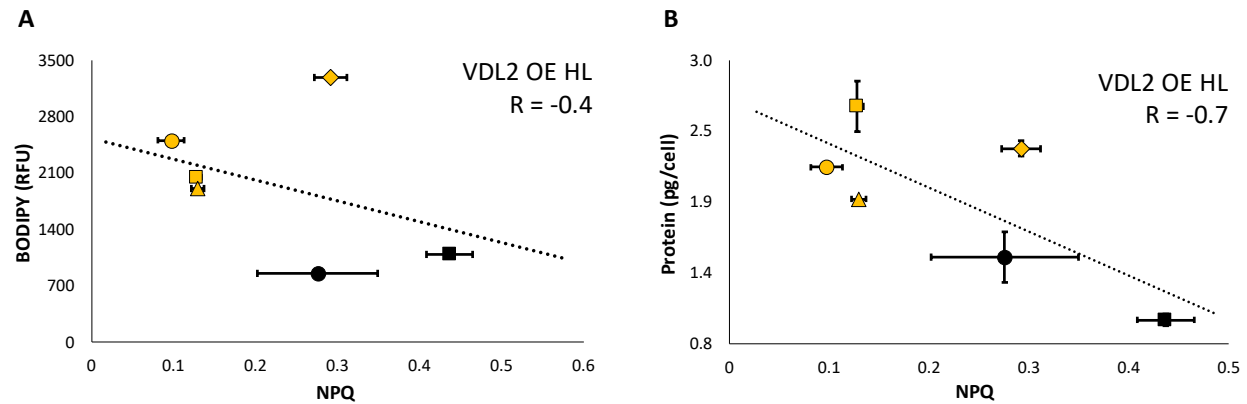 A
3500
2800
2100
1400
700
0
BODIPY (RFU)
VDL2 OE HL
R = -0.4
0 0.1 0.2 0.3 0.4 0.5 0.6
NPQ
B
3.0
2.5
1.9
1.4
0.8
Protein (pg/cell)
VDL2 OE HL
R = -0.7
0 0.1 0.2 0.3 0.4 0.5
NPQ